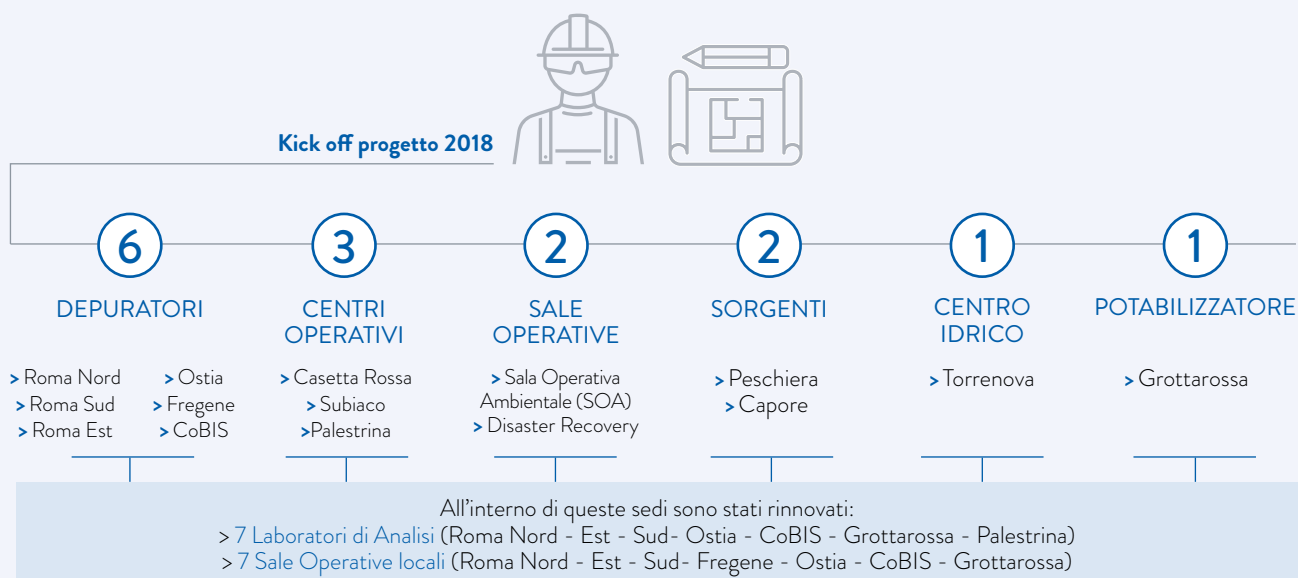 Kick off progetto 2018
6
DEPURATORI
> Roma Nord
> Roma Sud
> Roma Est
> Ostia
> Fregene
> CoBIS
3
CENTRI
OPERATIVI
> Casetta Rossa
> Subiaco
>Palestrina
2
SALE
OPERATIVE
> Sala Operativa
Ambientale (SOA)
> Disaster Recovery
2
SORGENTI
> Peschiera
> Capore
1
CENTRO
IDRICO
> Torrenova
1
POTABILIZZATORE
> Grottarossa
All'interno di queste sedi sono stati rinnovati:
> 7 Laboratori di Analisi (Roma Nord - Est - Sud- Ostia - CoBIS - Grottarossa - Palestrina)
> 7 Sale Operative locali (Roma Nord - Est - Sud- Fregene - Ostia - CoBIS - Grottarossa)